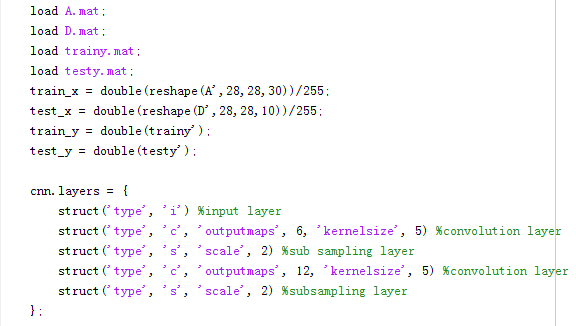 load A.mat;
load D.mat;
load trainy.mat;
load testy.mat;
train_x = double(reshape(A',28,28,30))/255;
test_x = double(reshape(D',28,28,10))/255;
train_y = double(trainy');
test_y = double(testy');
cnn.layers = {
struct('type', 'i') %input layer
struct('type', 'c', 'outputmaps', 6, 'kernelsize', 5) %convolution layer
struct('type', 's', 'scale', 2) %sub sampling layer
struct('type', 'c', 'outputmaps', 12, 'kernelsize', 5) %convolution layer
struct('type', 's', 'scale', 2) %subsampling layer
};